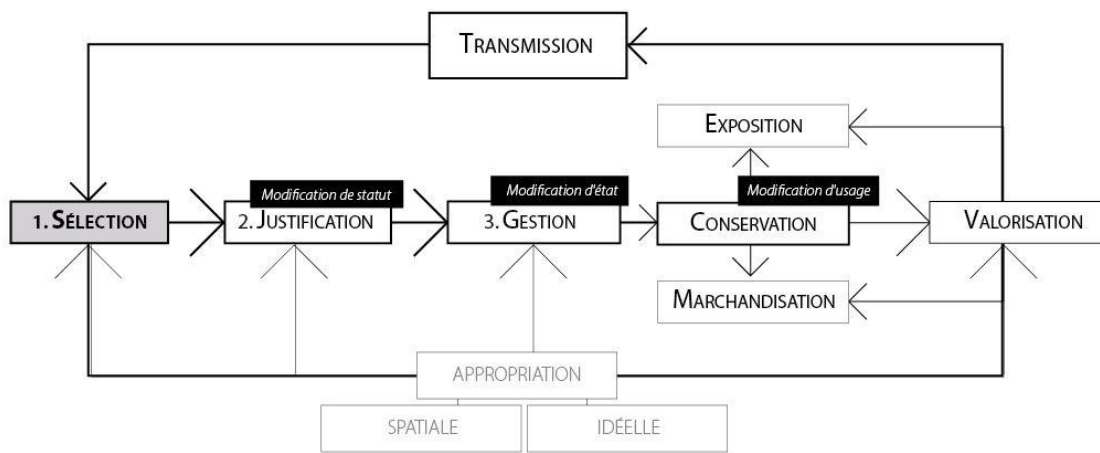 TRANSMISSION
EXPOSITION
Modification de statut
Modification d'état
Modification d'usage
1. SÉLECTION
2. JUSTIFICATION
3. GESTION
CONSERVATION
VALORISATION
MARCHANDISATION
APPROPRIATION
SPATIALE
IDÉELLE